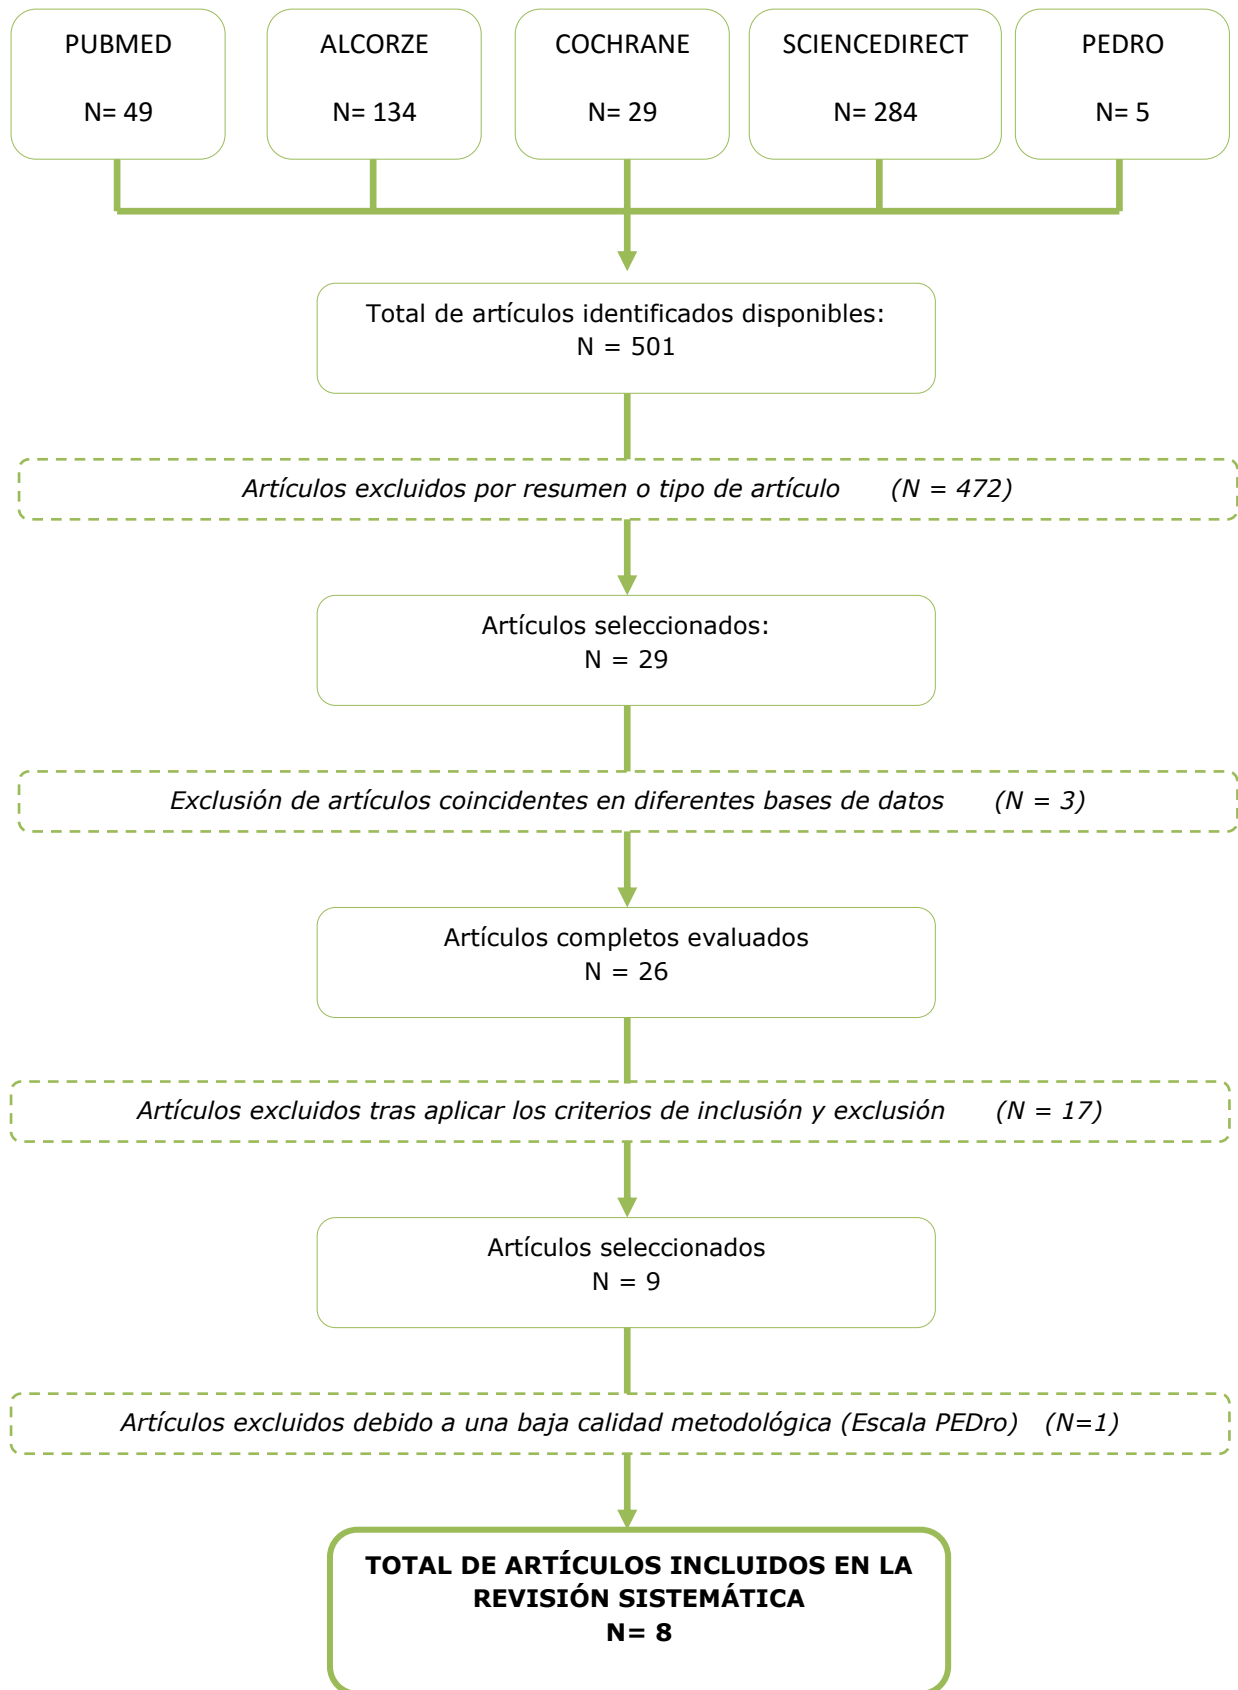 PUBMED
N= 49
ALCORZE
N= 134
COCHRANE
N= 29
SCIENCEDIRECT
N= 284
PEDRO
N= 5
Total de artículos identificados disponibles:
N = 501
Artículos excluidos por resumen o tipo de artículo (N = 472)
Artículos seleccionados:
N = 29
Exclusión de artículos coincidentes en diferentes bases de datos (N = 3)
Artículos completos evaluados
N = 26
Artículos excluidos tras aplicar los criterios de inclusión y exclusión (N = 17)
Artículos seleccionados
N = 9
Artículos excluidos debido a una baja calidad metodológica (Escala PEDro) (N=1)
TOTAL DE ARTÍCULOS INCLUIDOS EN LA
REVISIÓN SISTEMÁTICA
N= 8